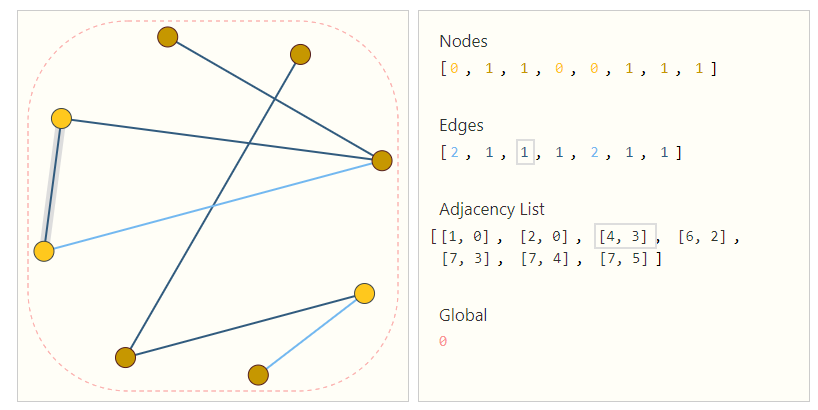 Nodes
[0, 1, 1, 0, 0, 1, 1, 1]
Edges
[2, 1, 1, 1, 2, 1, 1]
Adjacency List
[[1, 0], [2, 0], [4, 3], [6, 2],
[7, 3], [7, 4], [7, 5]]
Global
0